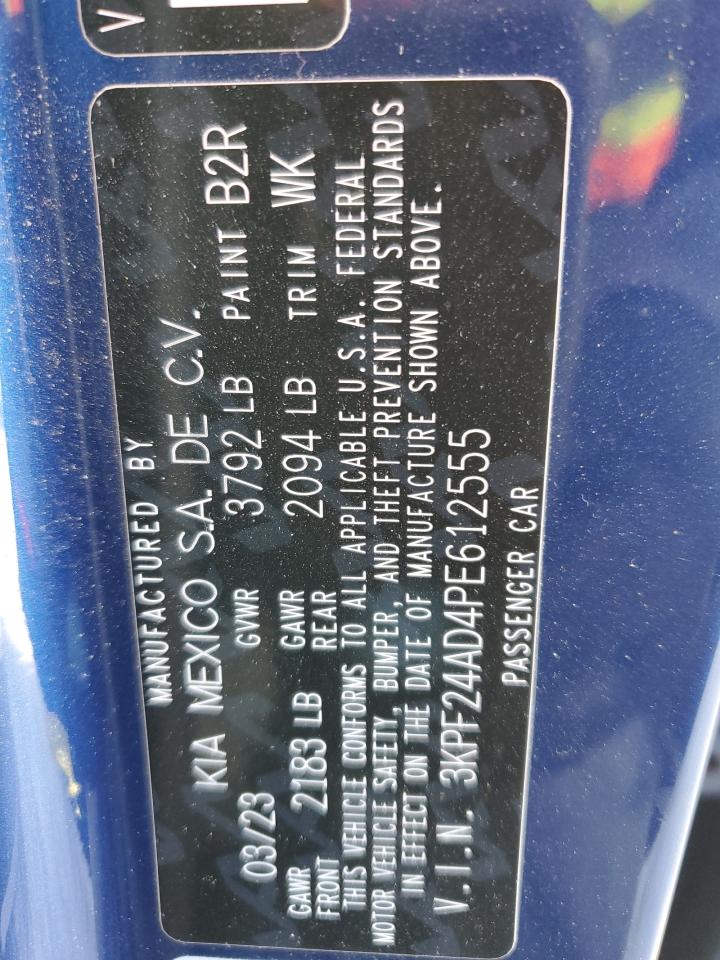 V
MANUFACTURED BY
KIA MEXICO S.A. DE C.V.
03/23 GVWR 3792 LB PAINT B2R
GAWR FRONT 2183 LB GAWR REAR 2094 LB TRIM WK
THIS VEHICLE CONFORMS TO ALL APPLICABLE U.S.A. FEDERAL
MOTOR VEHICLE SAFETY, BUMPER, AND THEFT PREVENTION STANDARDS
IN EFFECT ON THE DATE OF MANUFACTURE SHOWN ABOVE.
V.I.N. 3KPF24AD4PE612555
PASSENGER CAR